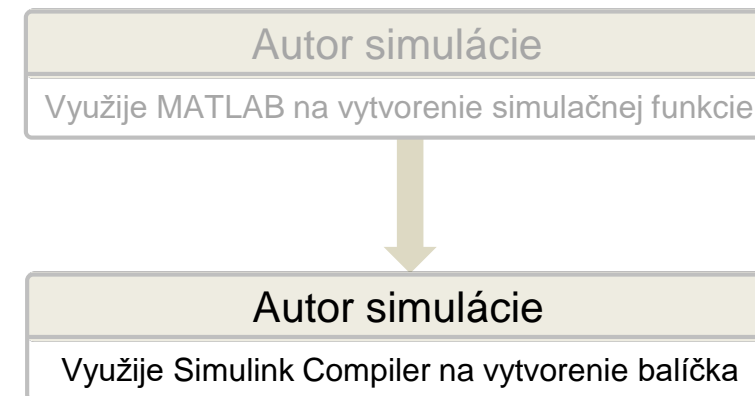 Autor simulácie
Využije MATLAB na vytvorenie simulačnej funkcie
Autor simulácie
Využije Simulink Compiler na vytvorenie balíčka